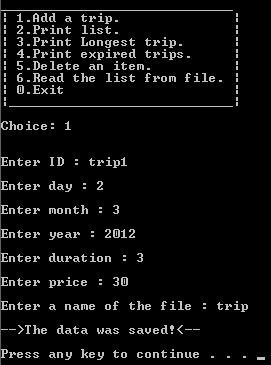 1.Add a trip.
2.Print list.
3.Print Longest trip.
4.Print expired trips.
5.Delete an item.
6.Read the list from file.
0.Exit
Choice: 1
Enter ID : trip1
Enter day : 2
Enter month : 3
Enter year : 2012
Enter duration : 3
Enter price : 30
Enter a name of the file : trip
-->The data was saved!<--
Press any key to continue . . . _